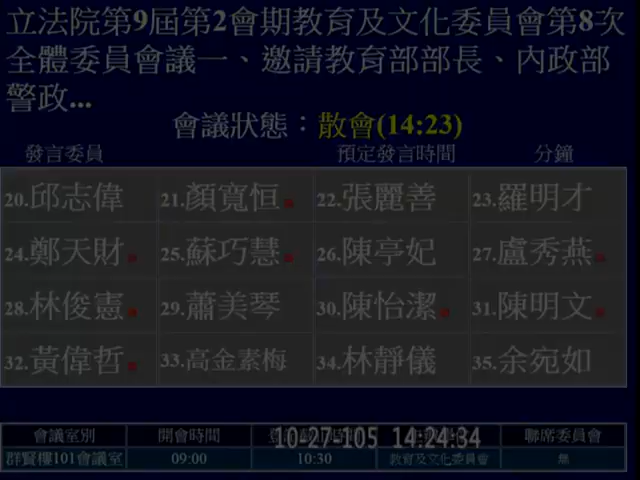 立法院第9屆第2會期教育及文化委員會第8次
全體委員會議一、邀請教育部部長、內政部
警政...
會議狀態：散會(14:23)
發言委員 預定發言時間 分鐘
20.邱志偉 21.顏寬恒 22.張麗善 23.羅明才
24.鄭天財 25.蘇巧慧 26.陳亭妃 27.盧秀燕
28.林俊憲 29.蕭美琴 30.陳怡潔 31.陳明文
32.黃偉哲 33.高金素梅 34.林靜儀 35.余宛如
會議室別 開會時間 聯席委員會
10-27-105 14:24:34
群賢樓101會議室 09:00 10:30 教育及文化委員會 無